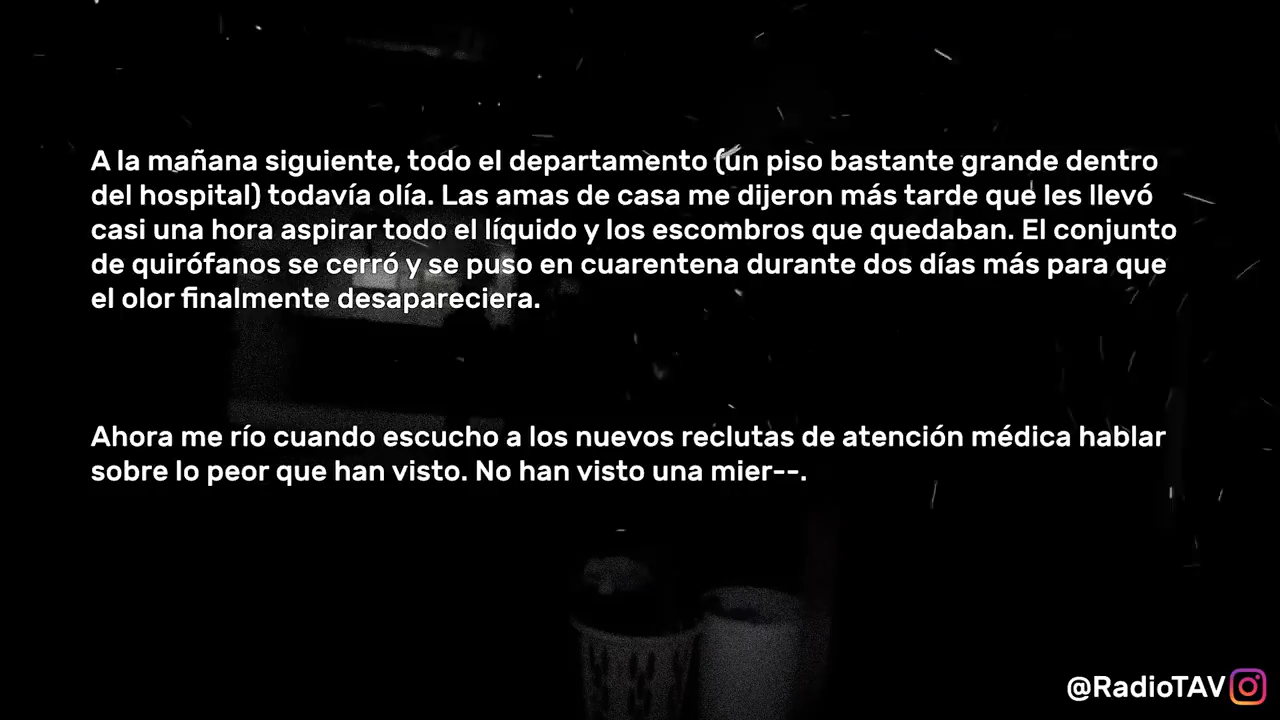 A la mañana siguiente, todo el departamento (un piso bastante grande dentro
del hospital) todavía olía. Las amas de casa me dijeron más tarde que les llevó
casi una hora aspirar todo el líquido y los escombros que quedaban. El conjunto
de quirófanos se cerró y se puso en cuarentena durante dos días más para que
el olor finalmente desapareciera.
Ahora me río cuando escucho a los nuevos reclutas de atención médica hablar
sobre lo peor que han visto. No han visto una mier--.
@RadioTAV